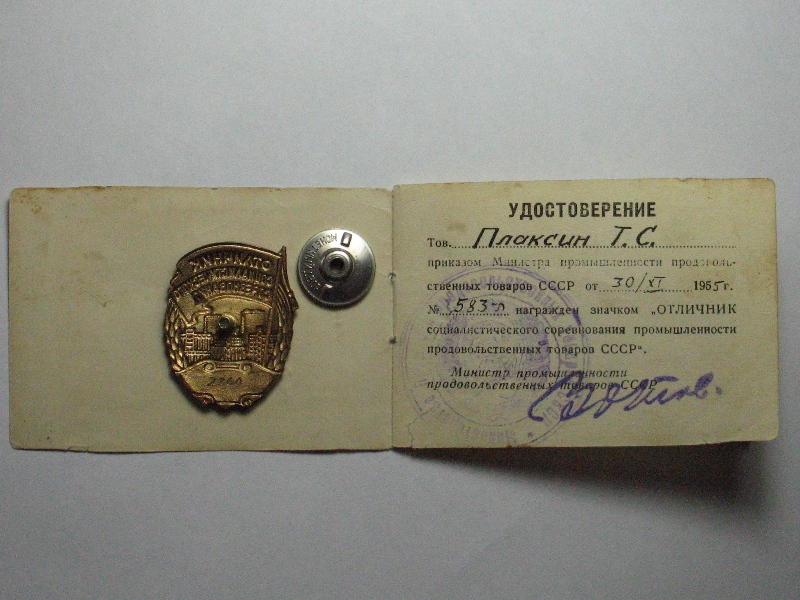 2740
УДОСТОВЕРЕНИЕ
Тов. Плаксин Т. С.
приказом Министра промышленности продоволь-
ственных товаров СССР от 30/XI 1955 г.
№ 583-л награжден значком „ОТЛИЧНИК
социалистического соревнования промышленности
продовольственных товаров СССР".
Министр промышленности
продовольственных товаров СССР